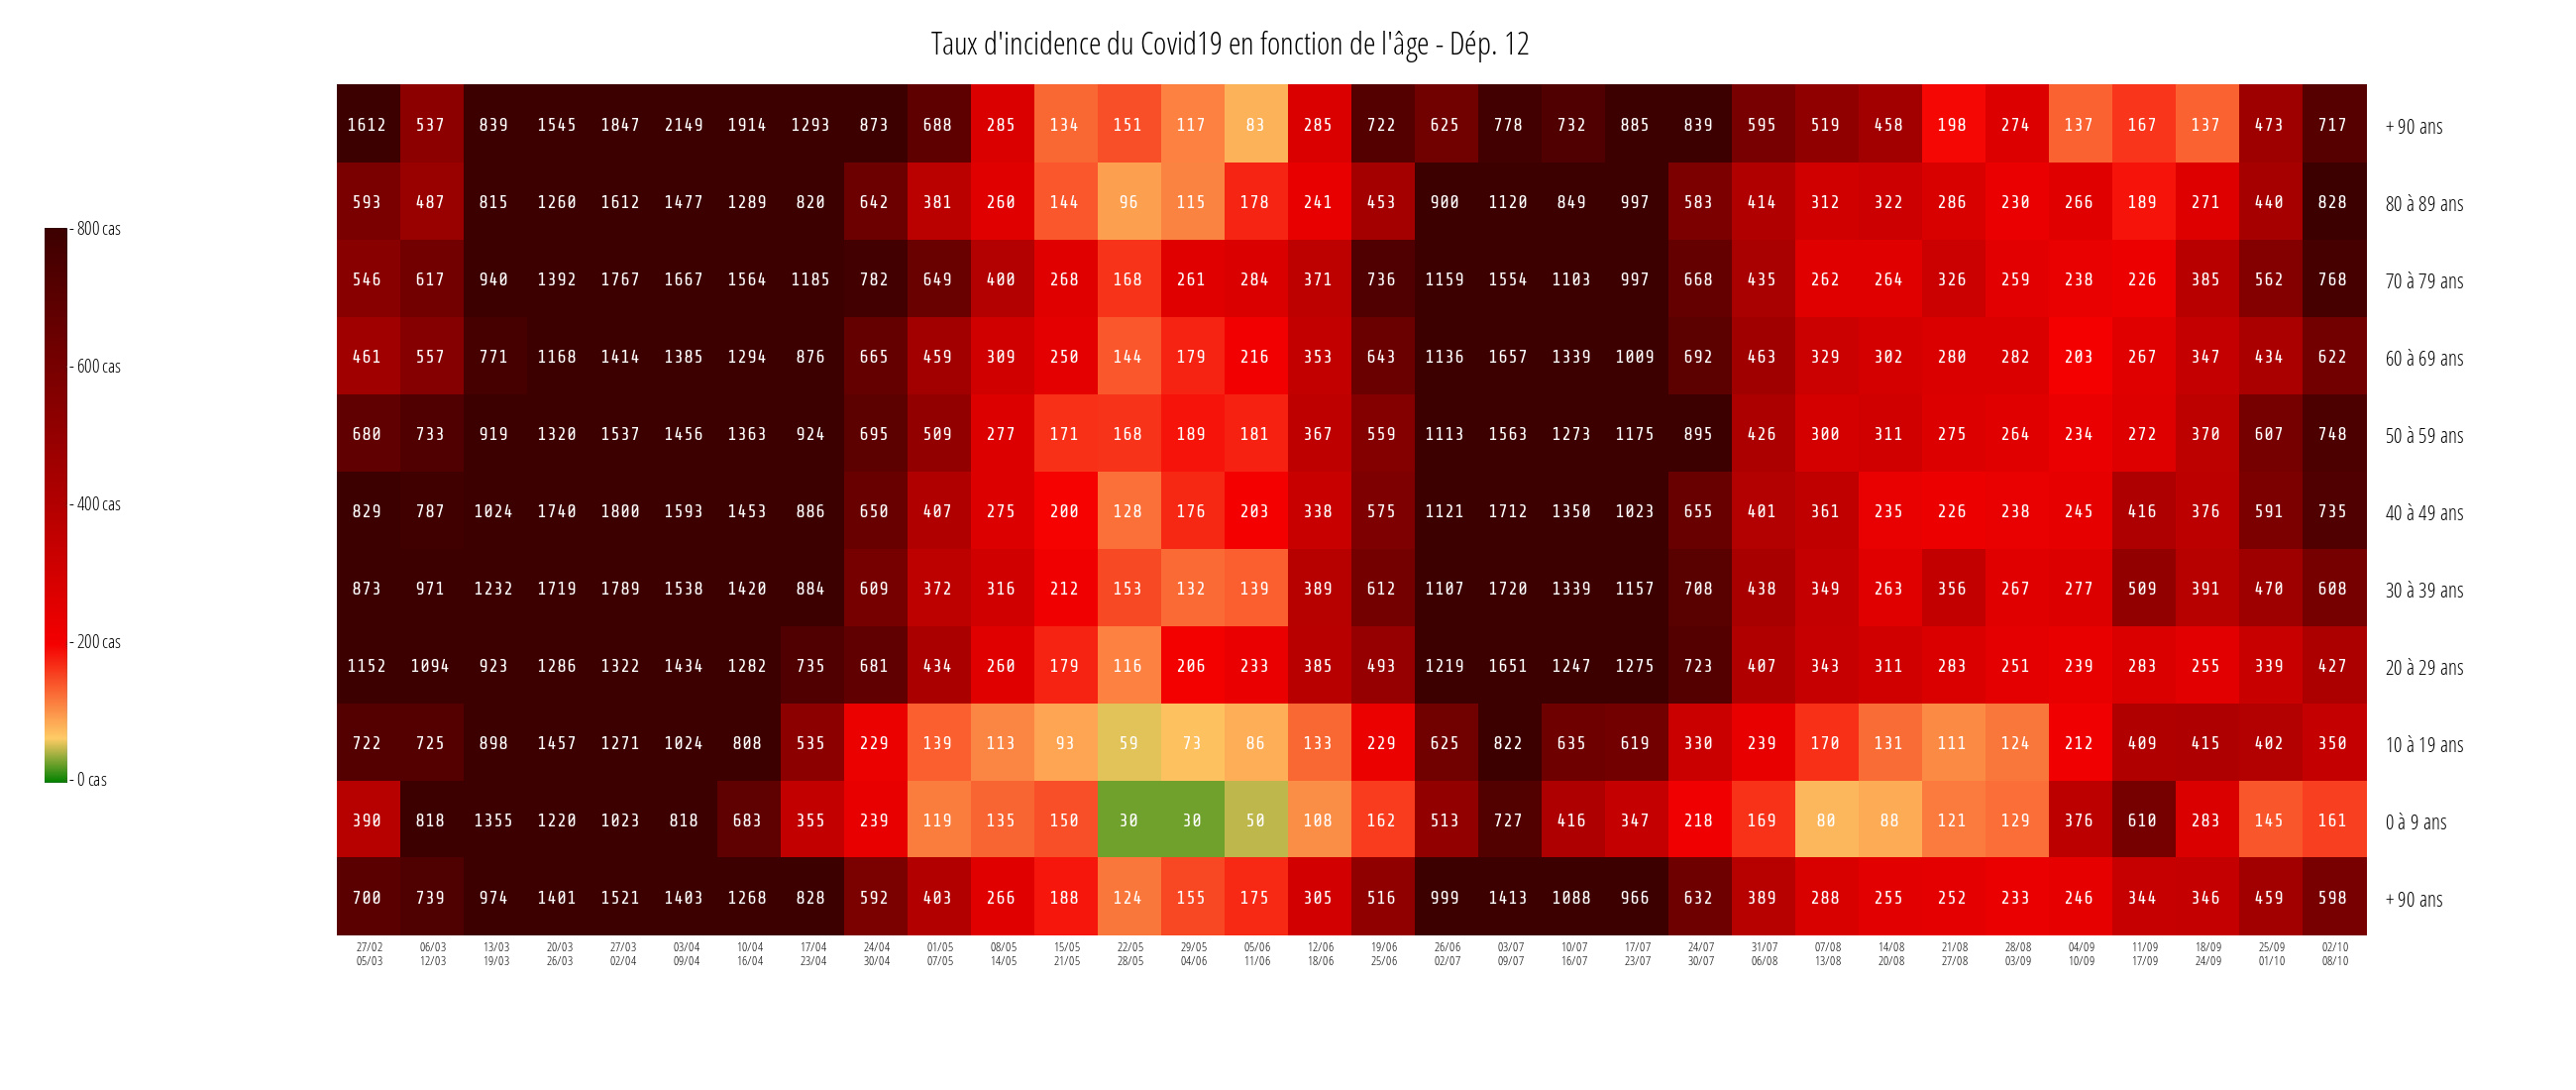 Taux d'incidence du Covid19 en fonction de l'âge - Dép. 12
- 800 cas
- 600 cas
- 400 cas
- 200 cas
- 0 cas
1612 537 839 1545 1847 2149 1914 1293 873 688 285 134 151 117 83 285 722 625 778 732 885 839 595 519 458 198 274 137 167 137 473 717 + 90 ans
593 487 815 1260 1612 1477 1289 820 642 381 260 144 96 115 178 241 453 900 1120 849 997 583 414 312 322 286 230 266 189 271 440 828 80 à 89 ans
546 617 940 1392 1767 1667 1564 1185 782 649 400 268 168 261 284 371 736 1159 1554 1103 997 668 435 262 264 326 259 238 226 385 562 768 70 à 79 ans
461 557 771 1168 1414 1385 1294 876 665 459 309 250 144 179 216 353 643 1136 1657 1339 1009 692 463 329 302 280 282 203 267 347 434 622 60 à 69 ans
680 733 919 1320 1537 1456 1363 924 695 509 277 171 168 189 181 367 559 1113 1563 1273 1175 895 426 300 311 275 264 234 272 370 607 748 50 à 59 ans
829 787 1024 1740 1800 1593 1453 886 650 407 275 200 128 176 203 338 575 1121 1712 1350 1023 655 401 361 235 226 238 245 416 376 591 735 40 à 49 ans
873 971 1232 1719 1789 1538 1420 884 609 372 316 212 153 132 139 389 612 1107 1720 1339 1157 708 438 349 263 356 267 277 509 391 470 608 30 à 39 ans
1152 1094 923 1286 1322 1434 1282 735 681 434 260 179 116 206 233 385 493 1219 1651 1247 1275 723 407 343 311 283 251 239 283 255 339 427 20 à 29 ans
722 725 898 1457 1271 1024 808 535 229 139 113 93 59 73 86 133 229 625 822 635 619 330 239 170 131 111 124 212 409 415 402 350 10 à 19 ans
390 818 1355 1220 1023 818 683 355 239 119 135 150 30 30 50 108 162 513 727 416 347 218 169 80 88 121 129 376 610 283 145 161 0 à 9 ans
700 739 974 1401 1521 1403 1268 828 592 403 266 188 124 155 175 305 516 999 1413 1088 966 632 389 288 255 252 233 246 344 346 459 598 + 90 ans
27/02 06/03 13/03 20/03 27/03 03/04 10/04 17/04 24/04 01/05 08/05 15/05 22/05 29/05 05/06 12/06 19/06 26/06 03/07 10/07 17/07 24/07 31/07 07/08 14/08 21/08 28/08 04/09 11/09 18/09 25/09 02/10
05/03 12/03 19/03 26/03 02/04 09/04 16/04 23/04 30/04 07/05 14/05 21/05 28/05 04/06 11/06 18/06 25/06 02/07 09/07 16/07 23/07 30/07 06/08 13/08 20/08 27/08 03/09 10/09 17/09 24/09 01/10 08/10